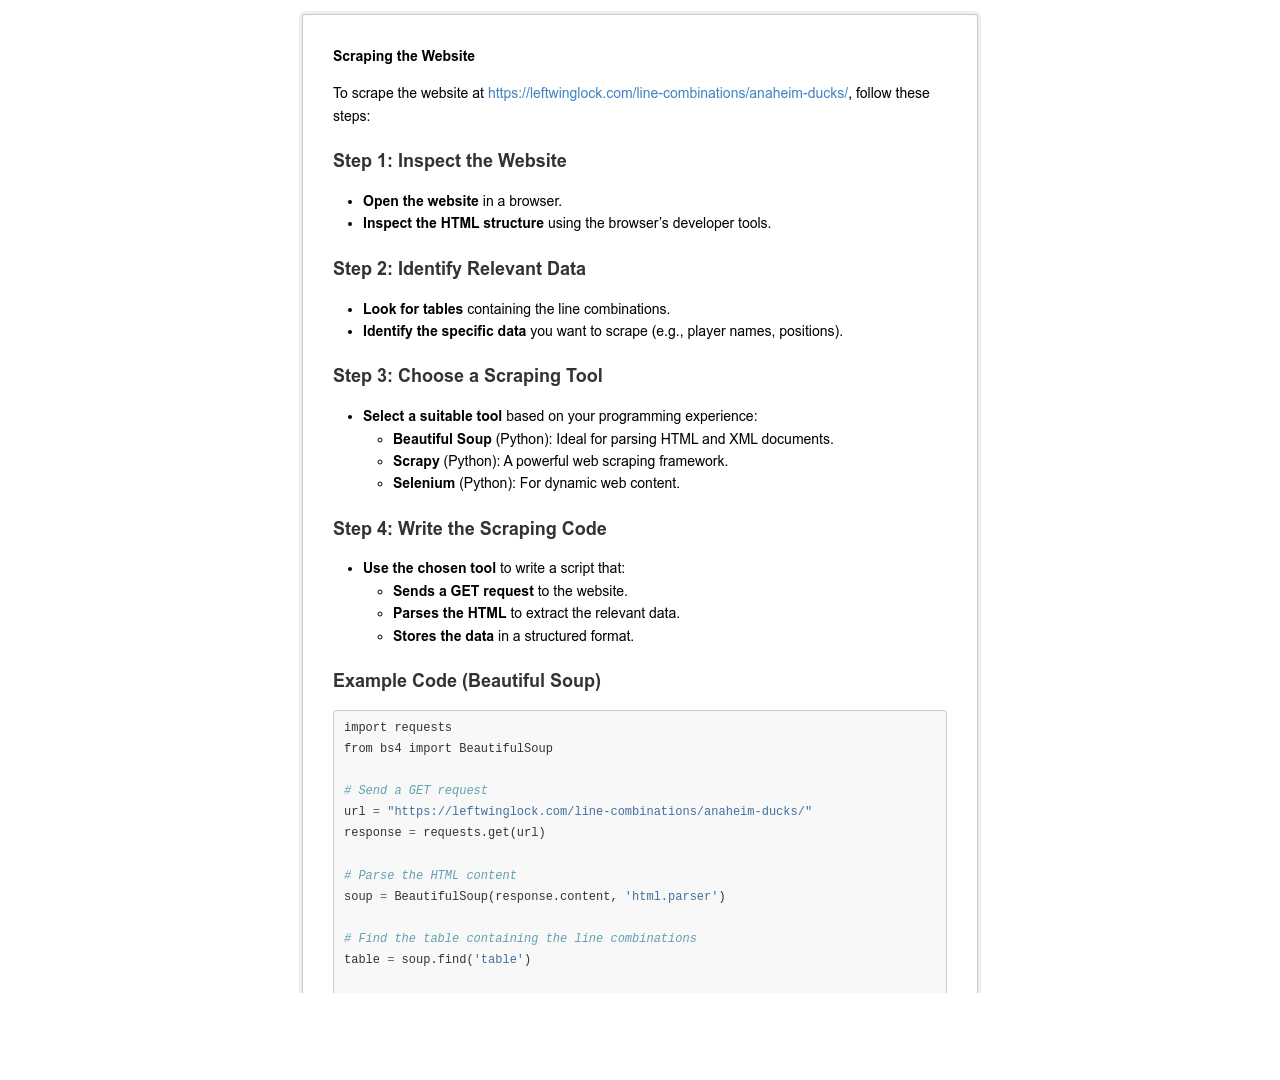 Scraping the Website
To scrape the website at https://leftwinglock.com/line-combinations/anaheim-ducks/, follow these
steps:
Step 1: Inspect the Website
• Open the website in a browser.
• Inspect the HTML structure using the browser’s developer tools.
Step 2: Identify Relevant Data
• Look for tables containing the line combinations.
• Identify the specific data you want to scrape (e.g., player names, positions).
Step 3: Choose a Scraping Tool
• Select a suitable tool based on your programming experience:
◦ Beautiful Soup (Python): Ideal for parsing HTML and XML documents.
◦ Scrapy (Python): A powerful web scraping framework.
◦ Selenium (Python): For dynamic web content.
Step 4: Write the Scraping Code
• Use the chosen tool to write a script that:
◦ Sends a GET request to the website.
◦ Parses the HTML to extract the relevant data.
◦ Stores the data in a structured format.
Example Code (Beautiful Soup)
import requests
from bs4 import BeautifulSoup
# Send a GET request
url = "https://leftwinglock.com/line-combinations/anaheim-ducks/"
response = requests.get(url)
# Parse the HTML content
soup = BeautifulSoup(response.content, 'html.parser')
# Find the table containing the line combinations
table = soup.find('table')